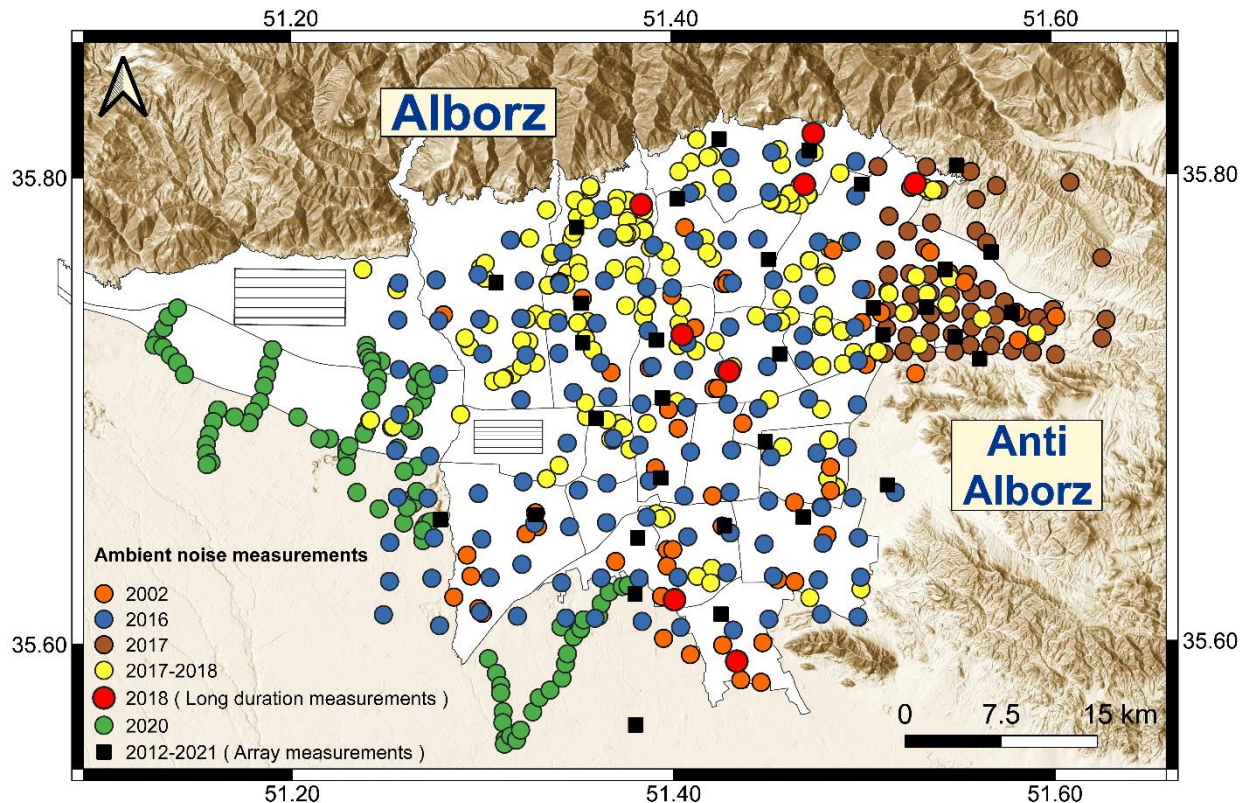 51.20 51.40 51.60
Alborz
35.80 35.80
Anti
Alborz
Ambient noise measurements
2002
2016
2017
2017-2018
2018 ( Long duration measurements )
2020
2012-2021 ( Array measurements )
35.60 35.60
0 7.5 15 km
51.20 51.40 51.60